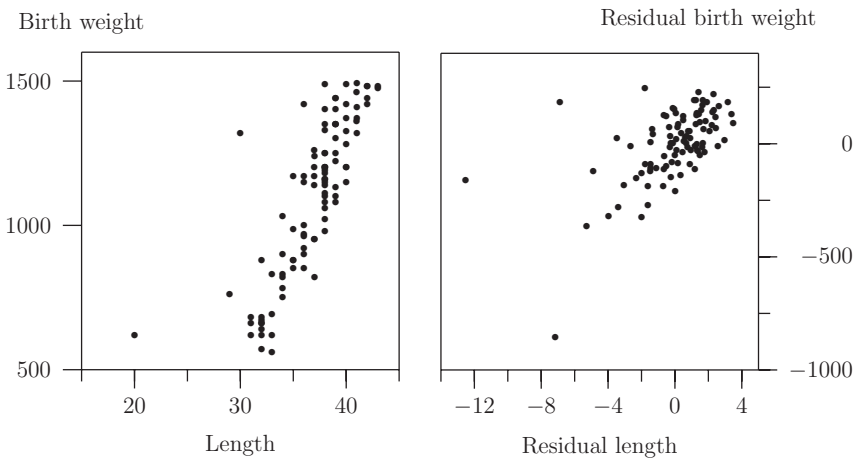 Birth weight
1500
1000
500
20 30 40
Length
Residual birth weight
0
−500
−1000
−12 −8 −4 0 4
Residual length